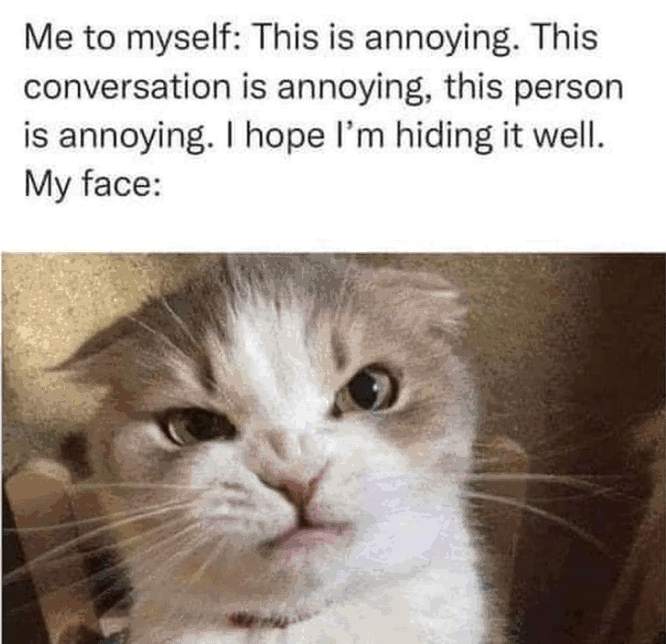 Me to myself: This is annoying. This
conversation is annoying, this person
is annoying. I hope I'm hiding it well.
My face: